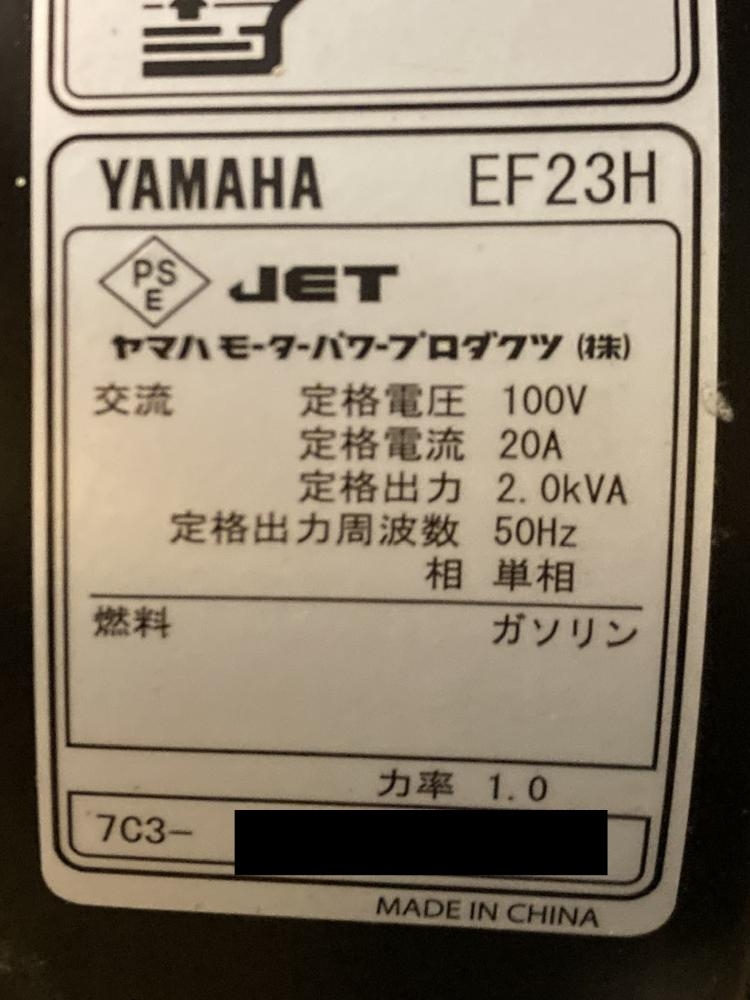 YAMAHA EF23H
PS
E
JET
ヤマハモーターパワープロダクツ(株)
交流 定格電圧 100V
定格電流 20A
定格出力 2.0kVA
定格出力周波数 50Hz
相 単相
燃料 ガソリン
力率 1.0
7C3-
MADE IN CHINA